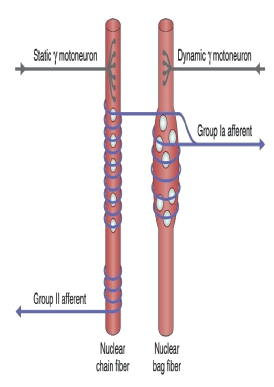 Static γ motoneuron
Dynamic γ motoneuron
Group Ia afferent
Group II afferent
Nuclear
chain fiber
Nuclear
bag fiber